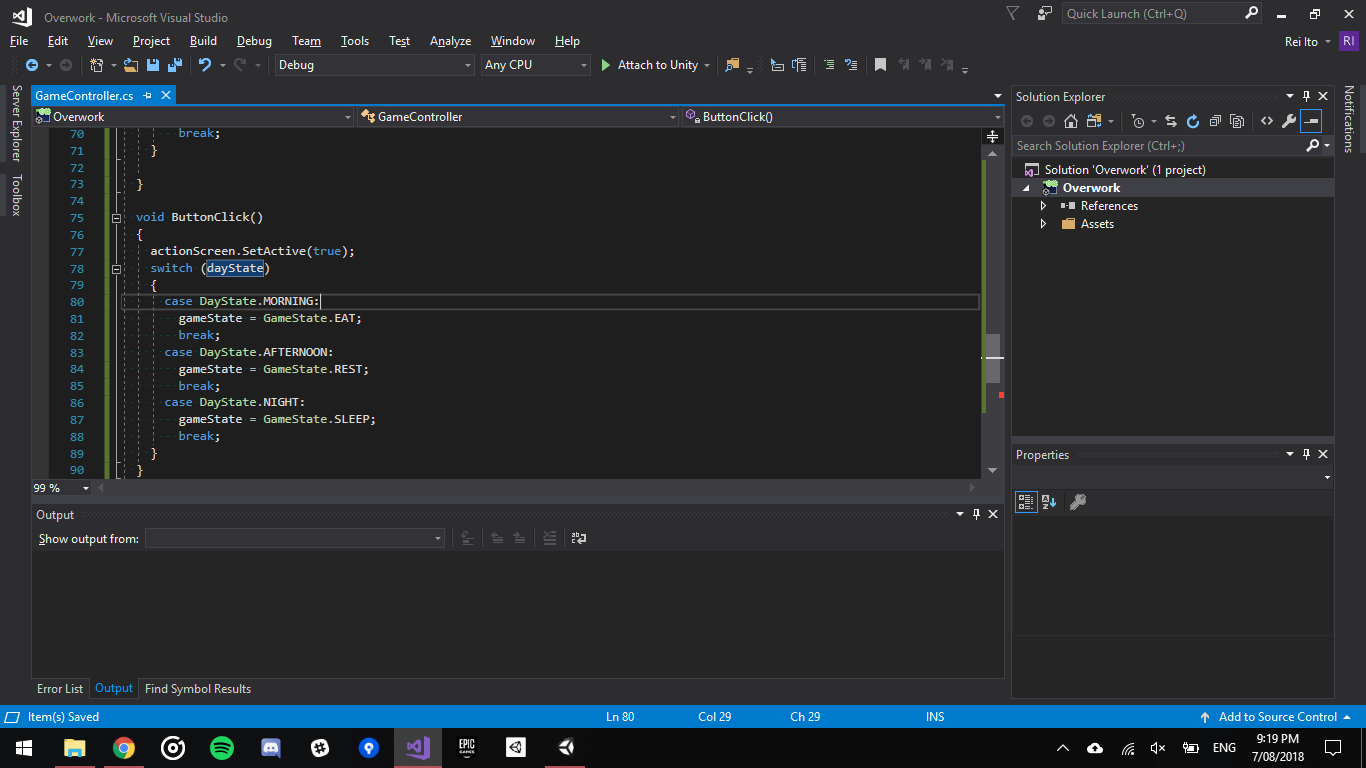 Overwork - Microsoft Visual Studio
Quick Launch (Ctrl+Q)
File Edit View Project Build Debug Team Tools Test Analyze Window Help
Rei Ito RI
Debug Any CPU Attach to Unity
Server Explorer
Toolbox
GameController.cs
Overwork GameController ButtonClick()
70 break;
71 }
72
73 }
74
75 void ButtonClick()
76 {
77 actionScreen.SetActive(true);
78 switch (dayState)
79 {
80 case DayState.MORNING:
81 gameState = GameState.EAT;
82 break;
83 case DayState.AFTERNOON:
84 gameState = GameState.REST;
85 break;
86 case DayState.NIGHT:
87 gameState = GameState.SLEEP;
88 break;
89 }
90 }
99 %
Output
Show output from:
Error List Output Find Symbol Results
Solution Explorer
Search Solution Explorer (Ctrl+;)
Solution 'Overwork' (1 project)
Overwork
References
Assets
Properties
Notifications
Item(s) Saved Ln 80 Col 29 Ch 29 INS Add to Source Control
EPIC
GAMES
ENG
9:19 PM
7/08/2018